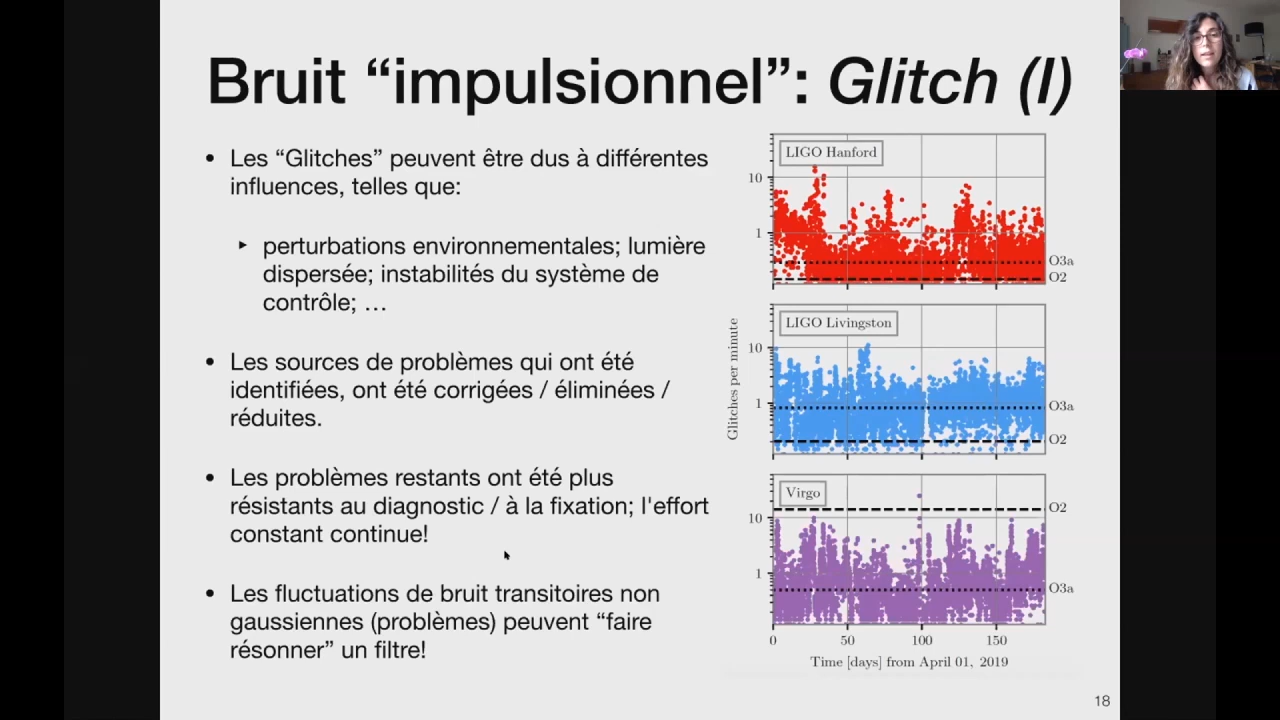 Bruit “impulsionnel”: Glitch (I)
• Les “Glitches” peuvent être dus à différentes
influences, telles que:
‣ perturbations environnementales; lumière
dispersée; instabilités du système de
contrôle; …
• Les sources de problèmes qui ont été
identifiées, ont été corrigées / éliminées /
réduites.
• Les problèmes restants ont été plus
résistants au diagnostic / à la fixation; l'effort
constant continue!
• Les fluctuations de bruit transitoires non
gaussiennes (problèmes) peuvent “faire
résonner” un filtre!
LIGO Hanford
10
1
O3a
O2
LIGO Livingston
10
1
O3a
O2
Glitches per minute
Virgo
O2
10
1
O3a
0 50 100 150
Time [days] from April 01, 2019
18